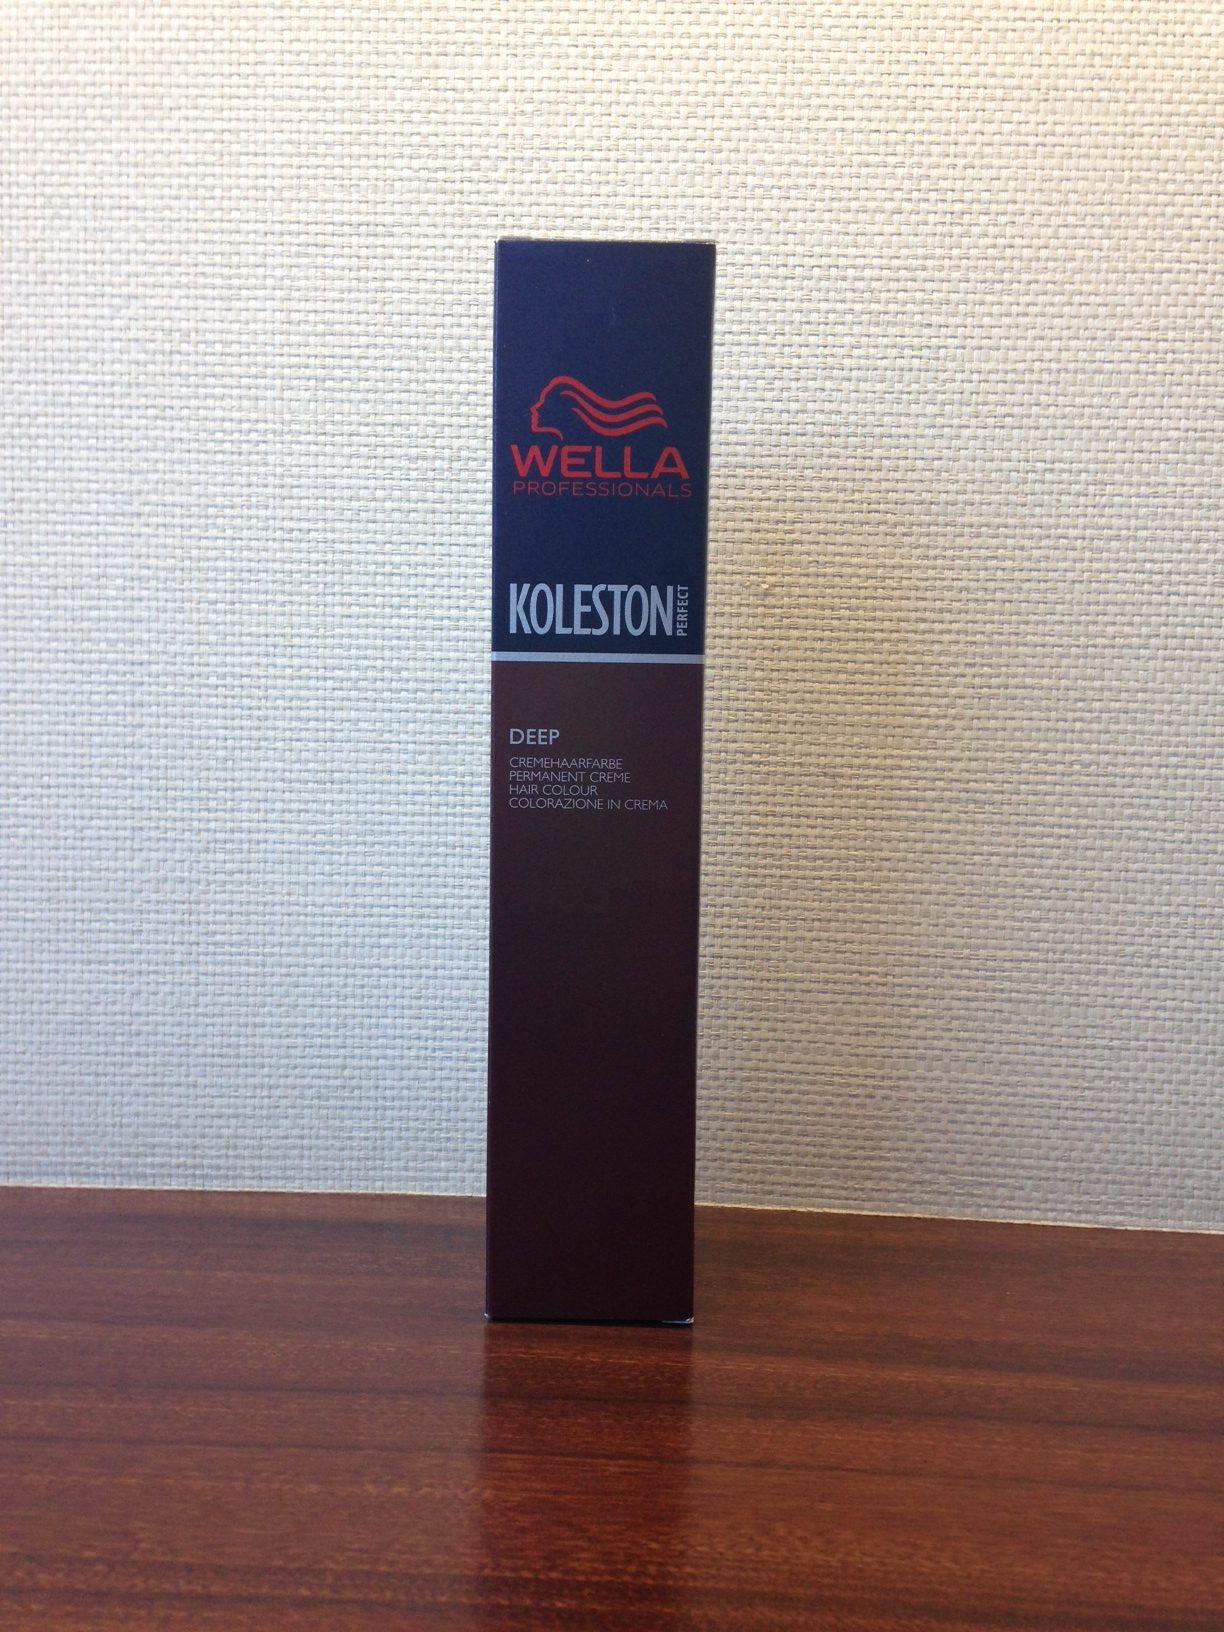 WELLA
PROFESSIONALS
KOLESTON PERFECT
DEEP
CREMEHAARFARBE
PERMANENT CREME
HAIR COLOUR
COLORAZIONE IN CREMA